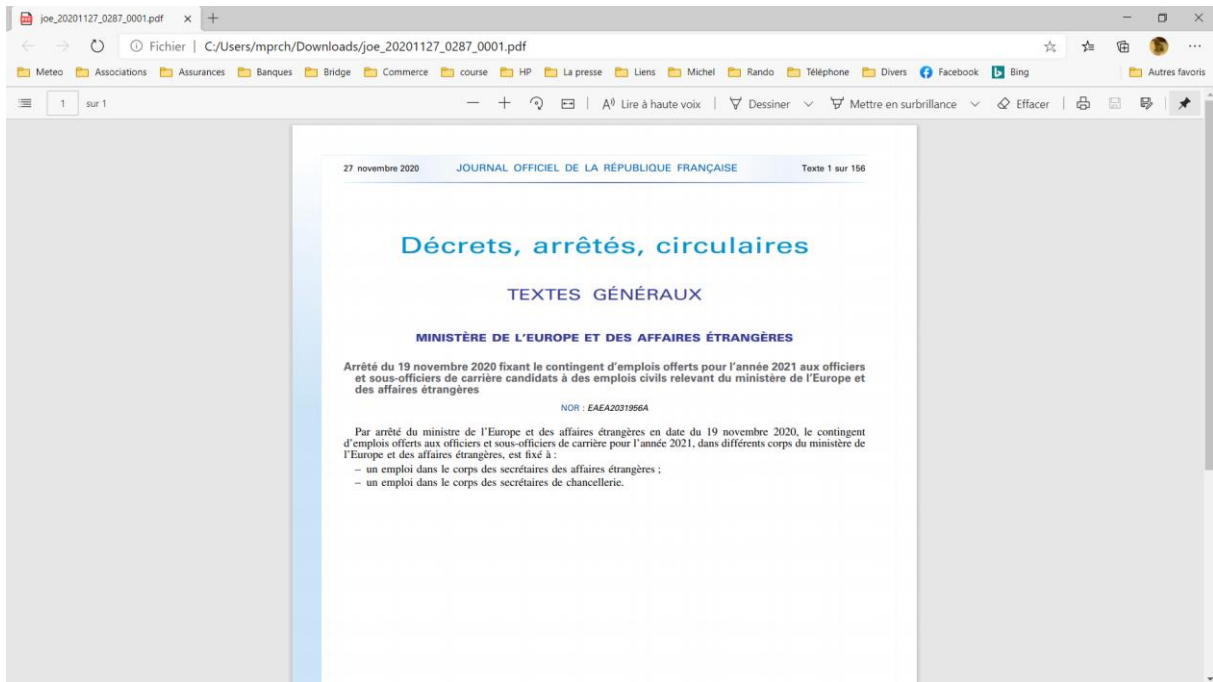 joe_20201127_0287_0001.pdf
Fichier | C:/Users/mprch/Downloads/joe_20201127_0287_0001.pdf
Meteo Associations Assurances Banques Bridge Commerce course HP La presse Liens Michel Rando Téléphone Divers Facebook Bing Autres favoris
1 sur 1 Lire à haute voix Dessiner Mettre en surbrillance Effacer
27 novembre 2020 JOURNAL OFFICIEL DE LA RÉPUBLIQUE FRANÇAISE Texte 1 sur 156
Décrets, arrêtés, circulaires
TEXTES GÉNÉRAUX
MINISTÈRE DE L'EUROPE ET DES AFFAIRES ÉTRANGÈRES
Arrêté du 19 novembre 2020 fixant le contingent d'emplois offerts pour l'année 2021 aux officiers
et sous-officiers de carrière candidats à des emplois civils relevant du ministère de l'Europe et
des affaires étrangères
NOR : EAEA2031956A
Par arrêté du ministre de l'Europe et des affaires étrangères en date du 19 novembre 2020, le contingent
d'emplois offerts aux officiers et sous-officiers de carrière pour l'année 2021, dans différents corps du ministère de
l'Europe et des affaires étrangères, est fixé à :
– un emploi dans le corps des secrétaires des affaires étrangères ;
– un emploi dans le corps des secrétaires de chancellerie.